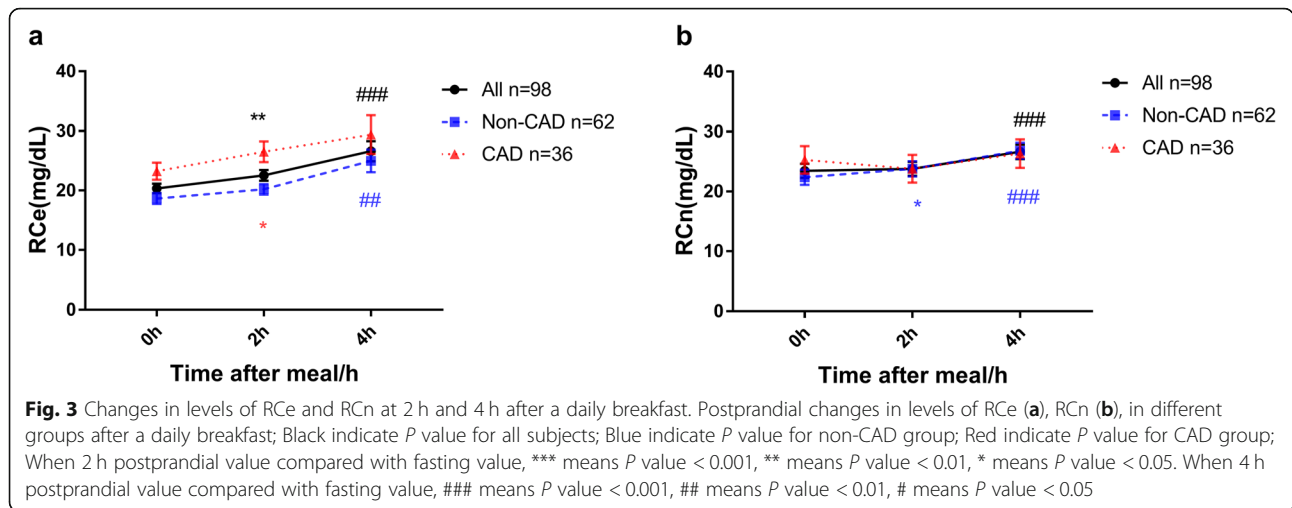 a
40
30
20
10
0
RCe(mg/dL)
**
###
*
##
0h
2h
4h
Time after meal/h
All n=98
Non-CAD n=62
CAD n=36
b
40
30
20
10
0
RCn(mg/dL)
###
*
###
0h
2h
4h
Time after meal/h
All n=98
Non-CAD n=62
CAD n=36
Fig. 3 Changes in levels of RCe and RCn at 2 h and 4 h after a daily breakfast. Postprandial changes in levels of RCe (a), RCn (b), in different
groups after a daily breakfast; Black indicate P value for all subjects; Blue indicate P value for non-CAD group; Red indicate P value for CAD group;
When 2 h postprandial value compared with fasting value, *** means P value < 0.001, ** means P value < 0.01, * means P value < 0.05. When 4 h
postprandial value compared with fasting value, ### means P value < 0.001, ## means P value < 0.01, # means P value < 0.05